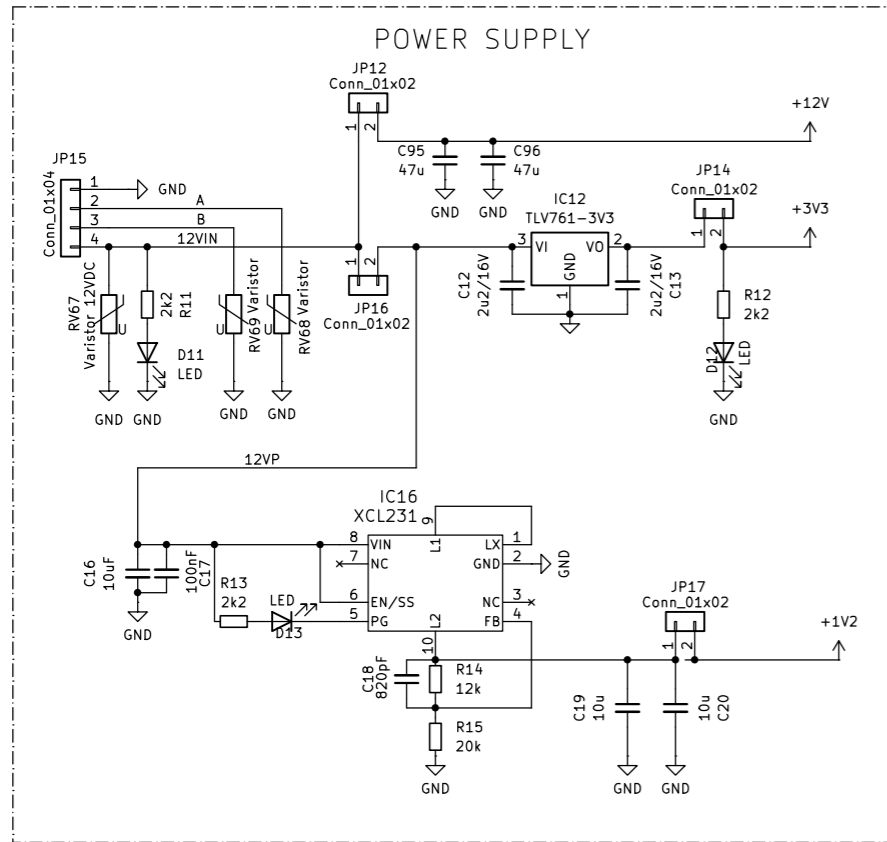 POWER SUPPLY
JP12
Conn_01x02
1
2
+12V
C95
47u
C96
47u
GND
GND
JP15
Conn_01x04
1
2
3
4
GND
A
B
12VIN
JP14
Conn_01x02
1
2
+3V3
IC12
TLV761-3V3
3
VI
VO
2
GND
1
C12
2u2/16V
2u2/16V
C13
1
2
JP16
Conn_01x02
RV67
Varistor 12VDC
U
2k2
R11
D11
LED
U
RV69 Varistor
U
RV68 Varistor
R12
2k2
D12
LED
GND
GND
GND
GND
GND
12VP
IC16
XCL231
9
L1
8
VIN
7
NC
6
EN/SS
5
PG
LX
1
GND
2
NC
3
FB
4
L2
10
GND
C16
10uF
100nF
C17
GND
R13
2k2
LED
D13
JP17
Conn_01x02
1
2
+1V2
C18
820pF
R14
12k
R15
20k
GND
C19
10u
10u
C20
GND
GND